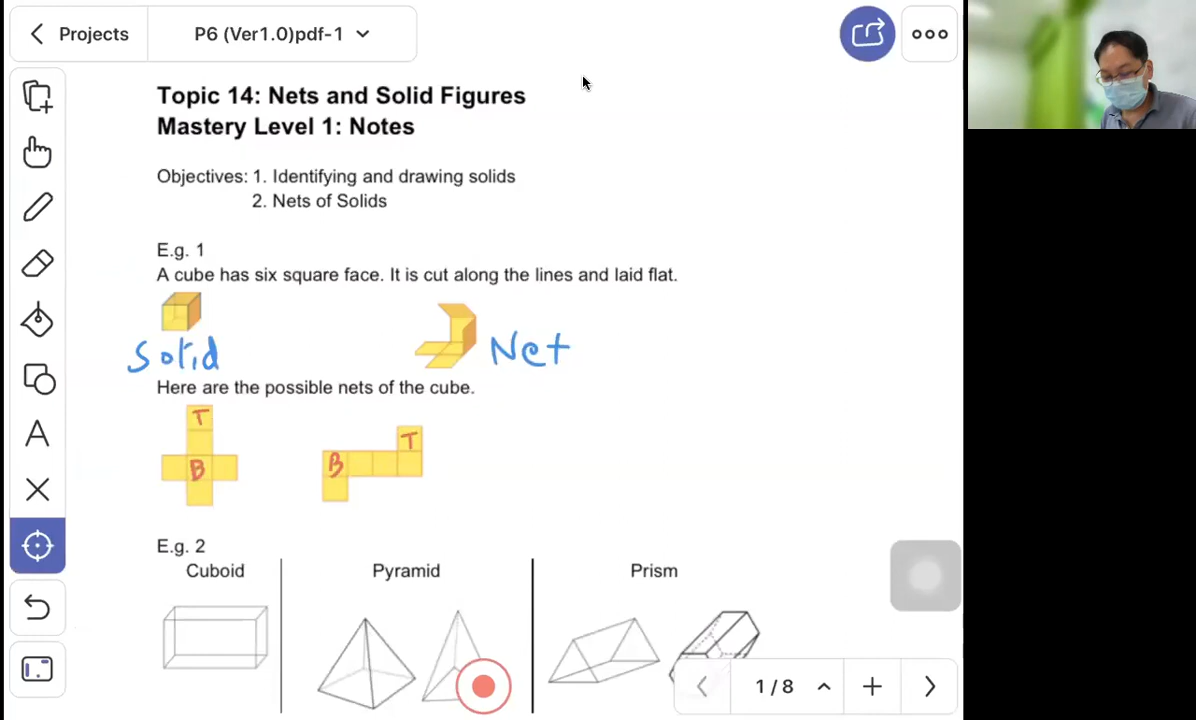 Projects
P6 (Ver1.0)pdf-1
Topic 14: Nets and Solid Figures
Mastery Level 1: Notes
Objectives: 1. Identifying and drawing solids
2. Nets of Solids
E.g. 1
A cube has six square face. It is cut along the lines and laid flat.
Solid
Net
Here are the possible nets of the cube.
T
B
T
B
E.g. 2
Cuboid
Pyramid
Prism
A
1 / 8